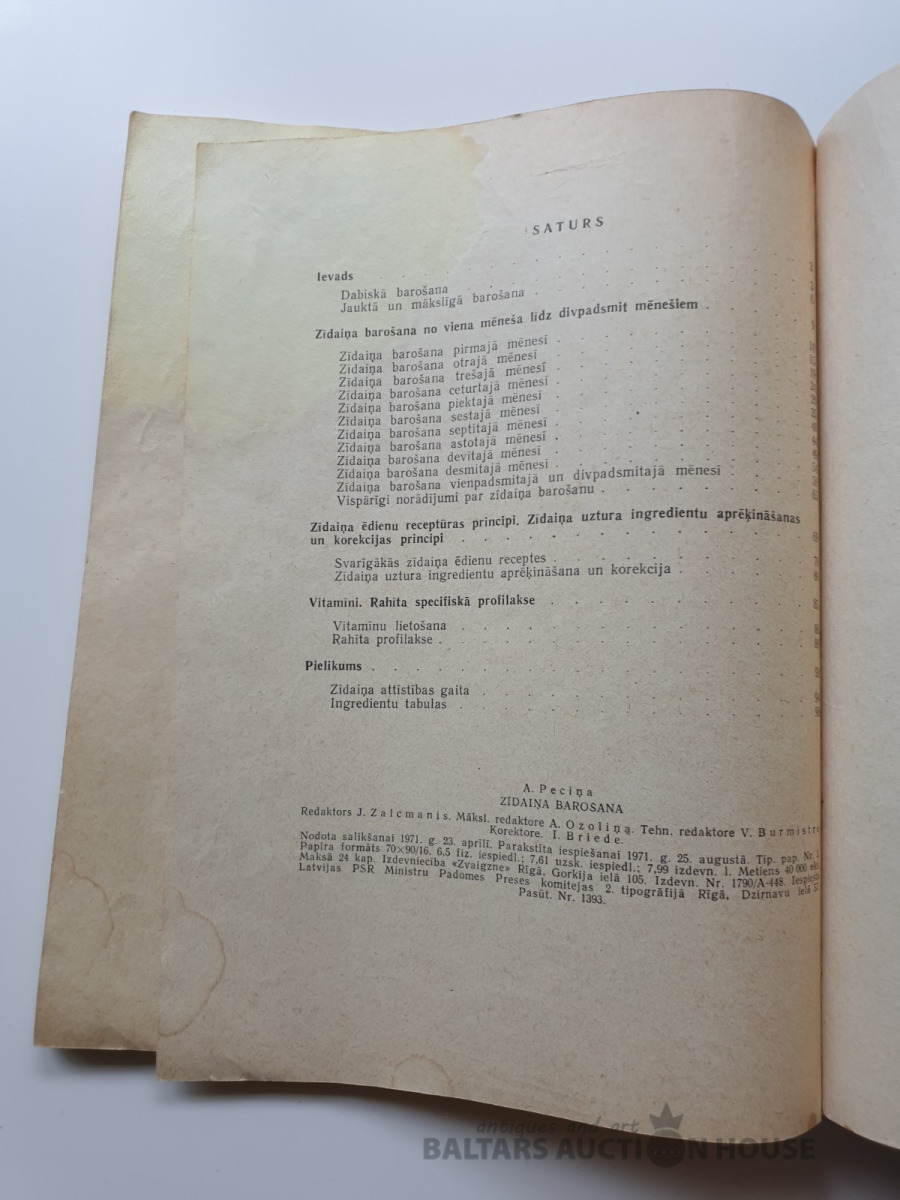 SATURS
Ievads
Dabiskā barošana
Jauktā un mākslīgā barošana
Zīdaiņa barošana no viena mēneša līdz divpadsmit mēnešiem
Zīdaiņa barošana pirmajā mēnesī
Zīdaiņa barošana otrajā mēnesī
Zīdaiņa barošana trešajā mēnesī
Zīdaiņa barošana ceturtajā mēnesī
Zīdaiņa barošana piektajā mēnesī
Zīdaiņa barošana sestajā mēnesī
Zīdaiņa barošana septītajā mēnesī
Zīdaiņa barošana astotajā mēnesī
Zīdaiņa barošana devītajā mēnesī
Zīdaiņa barošana desmitajā mēnesī
Zīdaiņa barošana vienpadsmitajā un divpadsmitajā mēnesī
Vispārīgi norādījumi par zīdaiņa barošanu
Zīdaiņa ēdienu receptūras principi. Zīdaiņa uztura ingredientu aprēķināšanas
un korekcijas principi
Svarīgākās zīdaiņa ēdienu receptes
Zīdaiņa uztura ingredientu aprēķināšana un korekcija
Vitamīni. Rahīta specifiskā profilakse
Vitamīnu lietošana
Rahīta profilakse
Pielikums
Zīdaiņa attīstības gaita
Ingredientu tabulas
A. Peciņa
ZĪDAIŅA BAROŠANA
Redaktors J. Zalcmanis. Māksl. redaktore A. Ozoliņa. Tehn. redaktore V. Burmistre
Korektore. I. Briede.
Nodota salikšanai 1971. g. 23. aprīlī. Parakstīta iespiešanai 1971. g. 25. augustā. Tip. pap. Nr.
Papīra formāts 70×90/16. 6,5 fiz. iespiedl.; 7,61 uzsk. iespiedl.; 7,99 izdevn. l. Metiens 40 000 eks
Maksā 24 kap. Izdevniecība «Zvaigzne» Rīgā, Gorkija ielā 105. Izdevn. Nr. 1790/A-448. Iespiesta
Latvijas PSR Ministru Padomes Preses komitejas 2. tipogrāfijā Rīgā, Dzirnavu ielā 57
Pasūt. Nr. 1393.
antiques and art
BALTARS AUCTION HOUSE